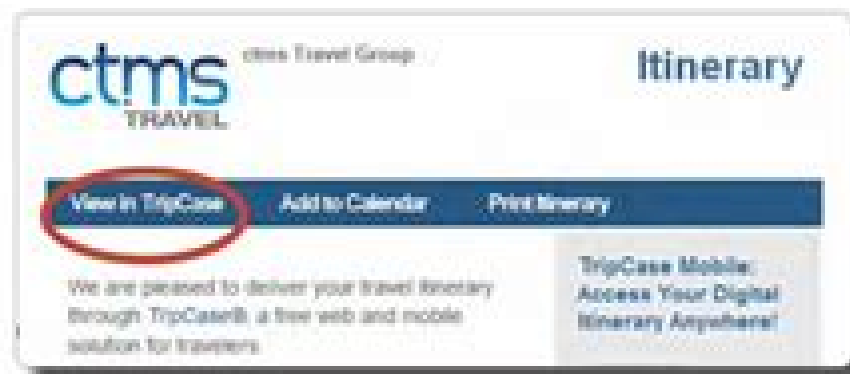 ctms
TRAVEL
ctms Travel Group
Itinerary
View in TripCase
Add to Calendar
Print Itinerary
We are pleased to deliver your travel itinerary
through TripCase®, a free web and mobile
solution for travelers
TripCase Mobile:
Access Your Digital
Itinerary Anywhere!